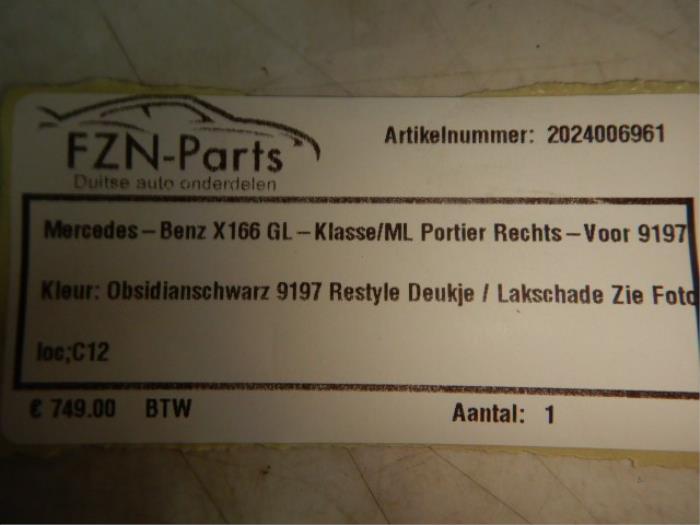 FZN-Parts
Duitse auto onderdelen
Artikelnummer: 2024006961
Mercedes-Benz X166 GL-Klasse/ML Portier Rechts-Voor 9197
Kleur: Obsidianschwarz 9197 Restyle Deukje / Lakschade Zie Foto
loc;C12
€ 749.00 BTW
Aantal: 1